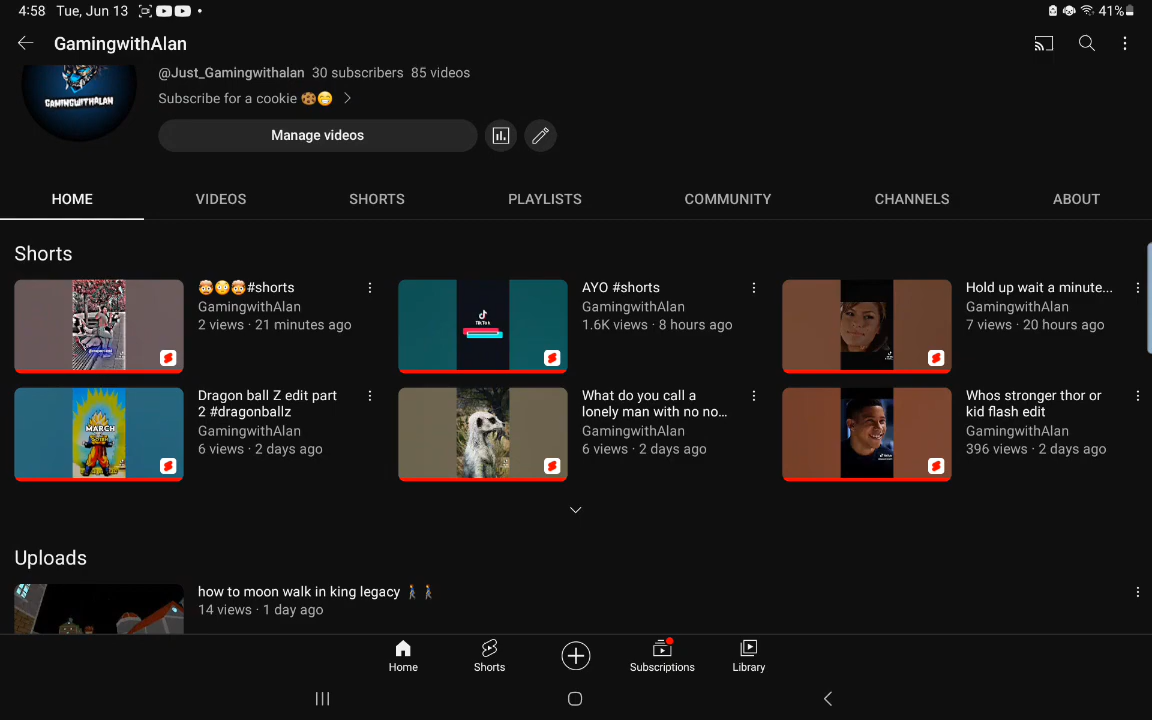 4:58 Tue, Jun 13 41%
GamingwithAlan
GAMINGWITHALAN
@Just_Gamingwithalan 30 subscribers 85 videos
Subscribe for a cookie 🍪😁
Manage videos
HOME VIDEOS SHORTS PLAYLISTS COMMUNITY CHANNELS ABOUT
Shorts
🤯😳🤯#shorts
GamingwithAlan
2 views · 21 minutes ago
TikTok
AYO #shorts
GamingwithAlan
1.6K views · 8 hours ago
Hold up wait a minute...
GamingwithAlan
7 views · 20 hours ago
MARCH
Dragon ball Z edit part
2 #dragonballz
GamingwithAlan
6 views · 2 days ago
What do you call a
lonely man with no no...
GamingwithAlan
6 views · 2 days ago
Whos stronger thor or
kid flash edit
GamingwithAlan
396 views · 2 days ago
Uploads
how to moon walk in king legacy 🚶🚶
14 views · 1 day ago
Home Shorts Subscriptions Library